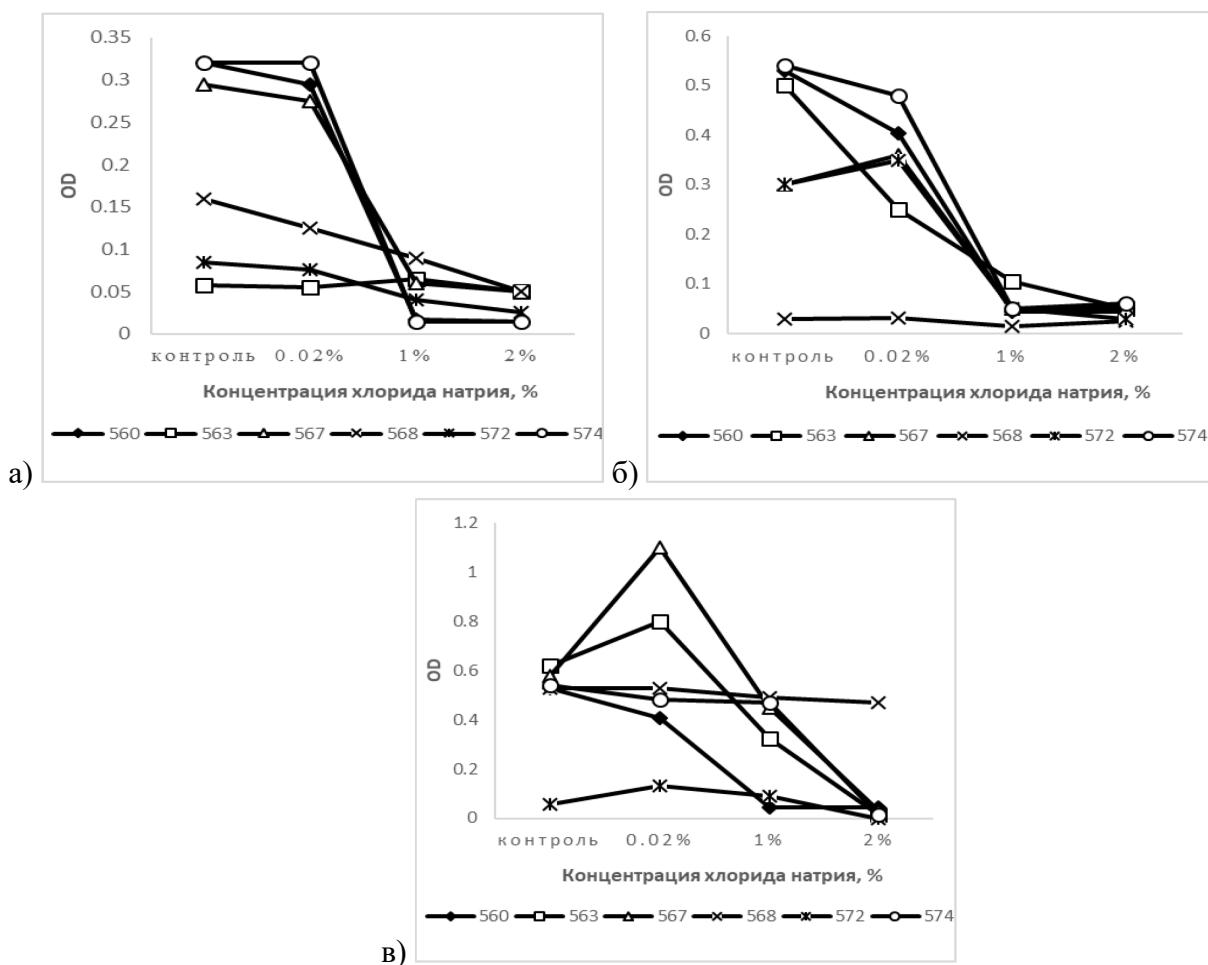 0.35
0.3
0.25
0.2
0.15
0.1
0.05
0
OD
контроль 0.02% 1% 2%
Концентрация хлорида натрия, %
560 563 567 568 572 574
а)
0.6
0.5
0.4
0.3
0.2
0.1
0
OD
контроль 0.02% 1% 2%
Концентрация хлорида натрия, %
560 563 567 568 572 574
б)
1.2
1
0.8
0.6
0.4
0.2
0
OD
контроль 0.02% 1% 2%
Концентрация хлорида натрия, %
560 563 567 568 572 574
в)